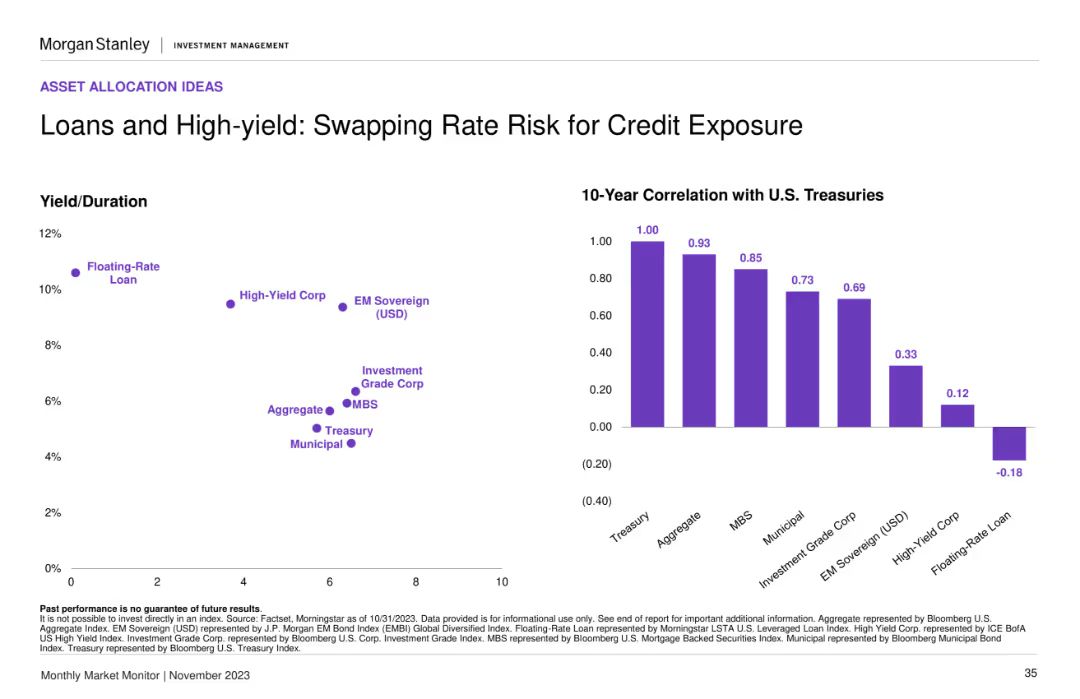 Morgan Stanley | INVESTMENT MANAGEMENT
ASSET ALLOCATION IDEAS
Loans and High-yield: Swapping Rate Risk for Credit Exposure
Yield/Duration
12%
10%
8%
6%
4%
2%
0%
0 2 4 6 8 10
Floating-Rate
Loan
High-Yield Corp
EM Sovereign
(USD)
Investment
Grade Corp
MBS
Aggregate
Treasury
Municipal
10-Year Correlation with U.S. Treasuries
1.00
0.80
0.60
0.40
0.20
0.00
(0.20)
(0.40)
1.00
0.93
0.85
0.73
0.69
0.33
0.12
-0.18
Treasury
Aggregate
MBS
Municipal
Investment Grade Corp
EM Sovereign (USD)
High-Yield Corp
Floating-Rate Loan
Past performance is no guarantee of future results.
It is not possible to invest directly in an index. Source: Factset, Morningstar as of 10/31/2023. Data provided is for informational use only. See end of report for important additional information. Aggregate represented by Bloomberg U.S.
Aggregate Index. EM Sovereign (USD) represented by J.P. Morgan EM Bond Index (EMBI) Global Diversified Index. Floating-Rate Loan represented by Morningstar LSTA U.S. Leveraged Loan Index. High Yield Corp. represented by ICE BofA
US High Yield Index. Investment Grade Corp. represented by Bloomberg U.S. Corp. Investment Grade Index. MBS represented by Bloomberg U.S. Mortgage Backed Securities Index. Municipal represented by Bloomberg Municipal Bond
Index. Treasury represented by Bloomberg U.S. Treasury Index.
Monthly Market Monitor | November 2023
35